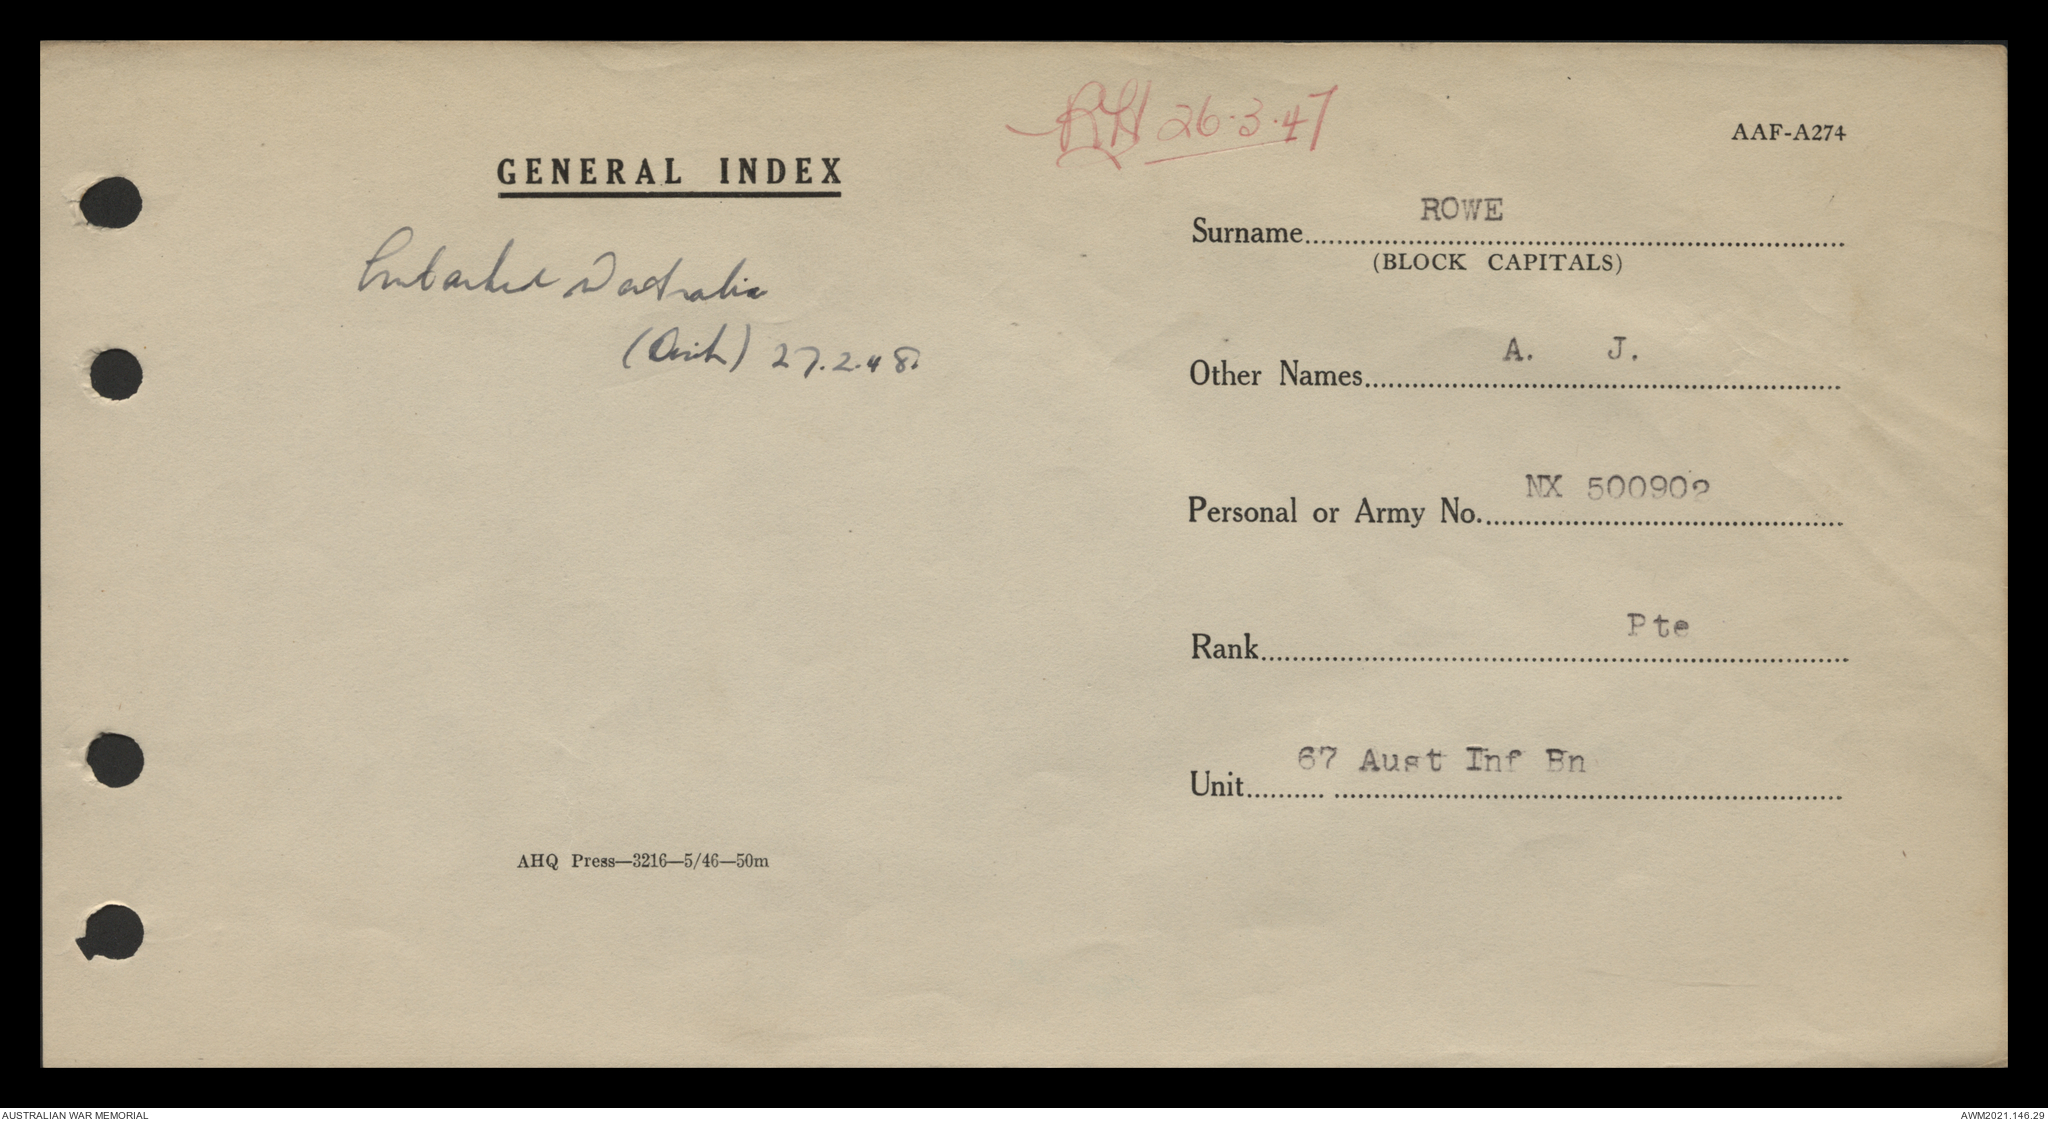 RH 26.3.47
AAF-A274
GENERAL INDEX
Embarked Australia
27.2.48
AHQ Press—3216—5/46—50m
Surname ROWE
(BLOCK CAPITALS)
Other Names A. J.
Personal or Army No. NX 500902
Rank Pte
Unit 67 Aust Inf Bn
AUSTRALIAN WAR MEMORIAL
AWM2021.146.29